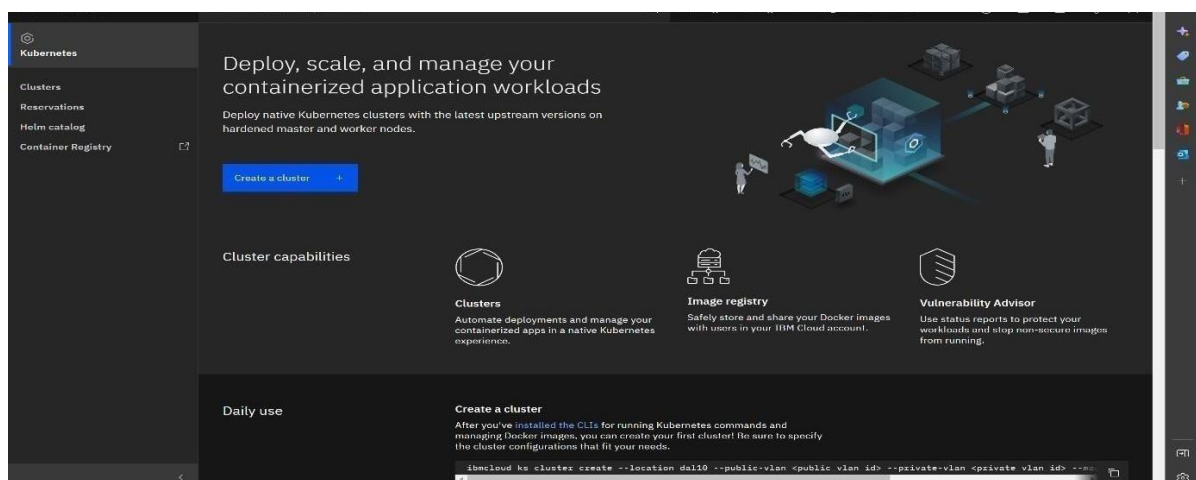 Kubernetes
Clusters
Reservations
Helm catalog
Container Registry
Deploy, scale, and manage your
containerized application workloads
Deploy native Kubernetes clusters with the latest upstream versions on
hardened master and worker nodes.
Create a cluster +
Cluster capabilities
Clusters
Automate deployments and manage your
containerized apps in a native Kubernetes
experience.
Image registry
Safely store and share your Docker images
with users in your IBM Cloud account.
Vulnerability Advisor
Use status reports to protect your
workloads and stop non-secure images
from running.
Daily use
Create a cluster
After you've installed the CLIs for running Kubernetes commands and
managing Docker images, you can create your first cluster! Be sure to specify
the cluster configurations that fit your needs.
ibmcloud ks cluster create --location dal10 --public-vlan <public vlan id> --private-vlan <private vlan id>